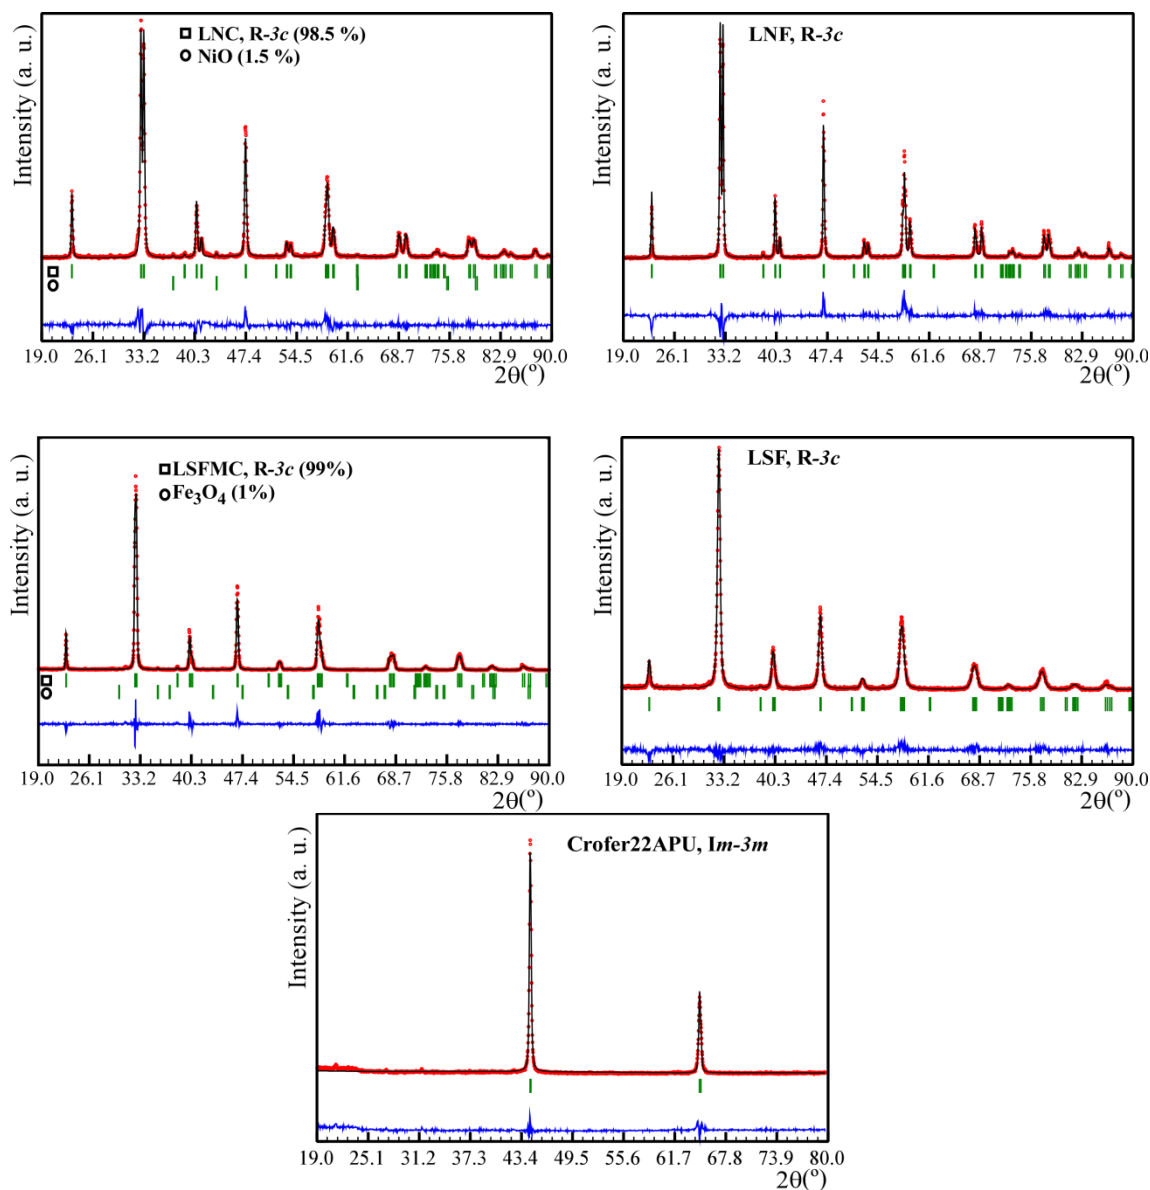 LNC, R-3c (98.5 %)
NiO (1.5 %)
Intensity (a. u.)
19.0 26.1 33.2 40.3 47.4 54.5 61.6 68.7 75.8 82.9 90.0
2θ(º)
LNF, R-3c
Intensity (a. u.)
19.0 26.1 33.2 40.3 47.4 54.5 61.6 68.7 75.8 82.9 90.0
2θ(º)
LSFMC, R-3c (99%)
Fe₃O₄ (1%)
Intensity (a. u.)
19.0 26.1 33.2 40.3 47.4 54.5 61.6 68.7 75.8 82.9 90.0
2θ(º)
LSF, R-3c
Intensity (a. u.)
19.0 26.1 33.2 40.3 47.4 54.5 61.6 68.7 75.8 82.9 90.0
2θ(º)
Crofer22APU, Im-3m
Intensity (a. u.)
19.0 25.1 31.2 37.3 43.4 49.5 55.6 61.7 67.8 73.9 80.0
2θ(º)